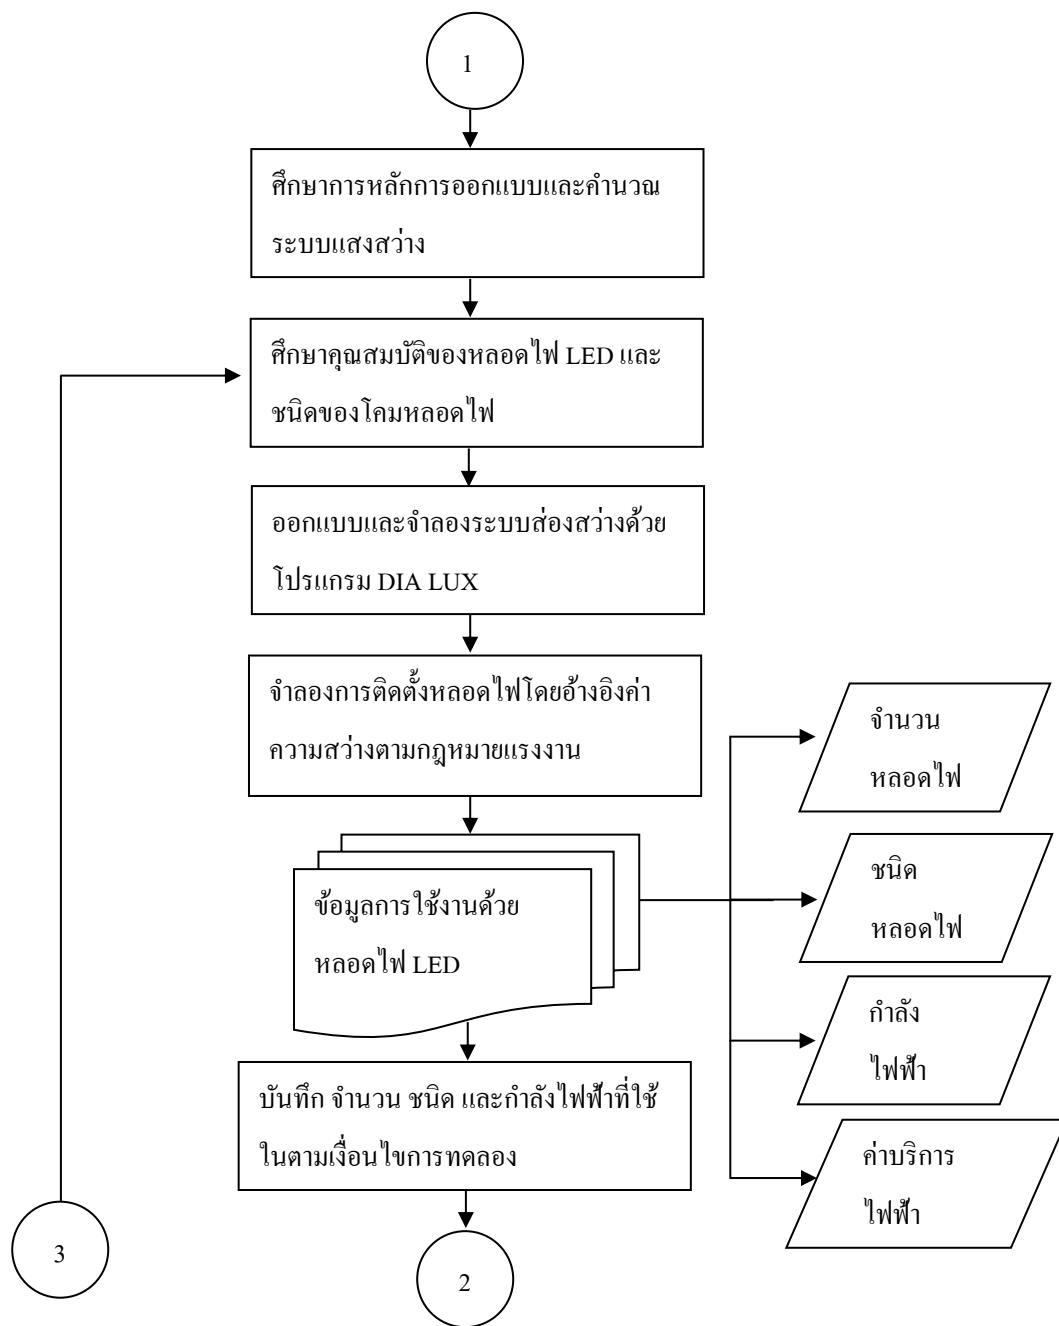 1
ศึกษาการหลักการออกแบบและคำนวณ
ระบบแสงสว่าง
ศึกษาคุณสมบัติของหลอดไฟ LED และ
ชนิดของโคมหลอดไฟ
ออกแบบและจำลองระบบส่องสว่างด้วย
โปรแกรม DIA LUX
จำลองการติดตั้งหลอดไฟโดยอ้างอิงค่า
ความสว่างตามกฎหมายแรงงาน
จำนวน
หลอดไฟ
ชนิด
หลอดไฟ
ข้อมูลการใช้งานด้วย
หลอดไฟ LED
กำลัง
ไฟฟ้า
บันทึก จำนวน ชนิด และกำลังไฟฟ้าที่ใช้
ในตามเงื่อนไขการทดลอง
ค่าบริการ
ไฟฟ้า
3
2